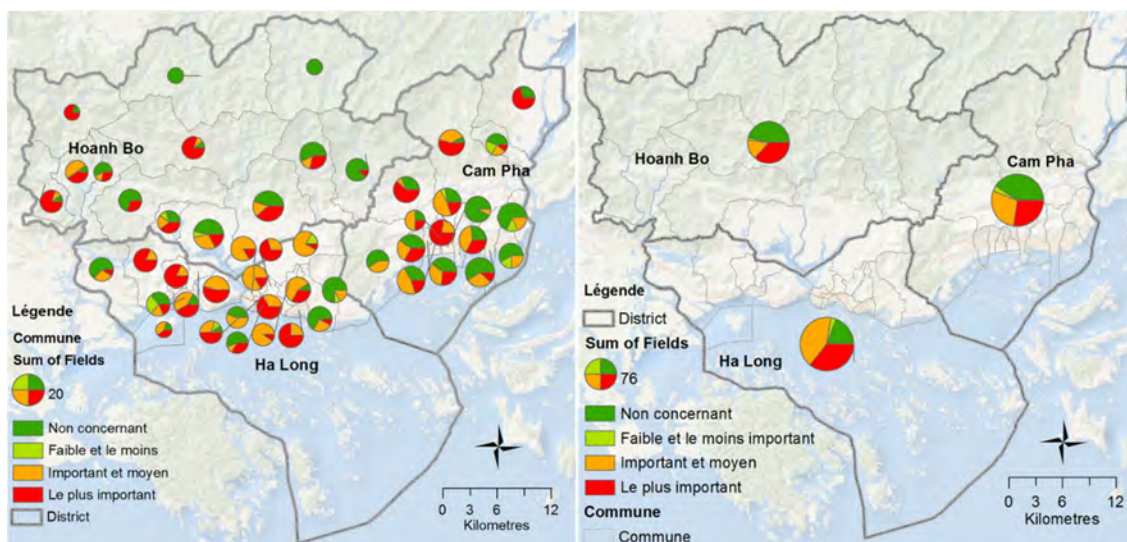 Hoanh Bo
Cam Pha
Ha Long
Légende
Commune
Sum of Fields
20
Non concernant
Faible et le moins
Important et moyen
Le plus important
District
0 3 6 12
Kilometres
Hoanh Bo
Cam Pha
Ha Long
Légende
District
Sum of Fields
76
Non concernant
Faible et le moins important
Important et moyen
Le plus important
Commune
Commune
0 3 6 12
Kilometres